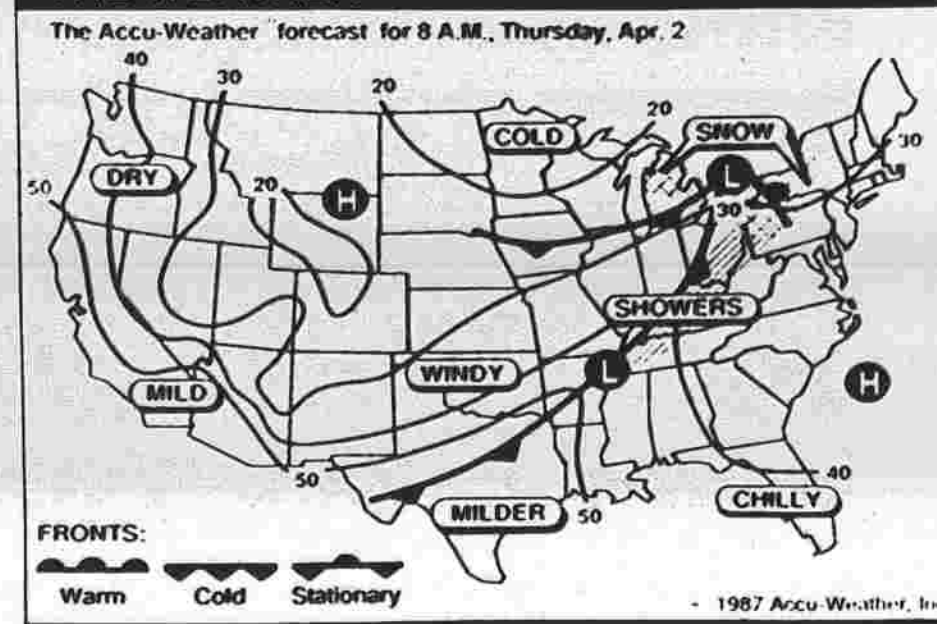 The Accu-Weather forecast for 8 A.M., Thursday, Apr. 2
40
30
20
20
COLD
SNOW
30
50
DRY
20
H
L
30
SHOWERS
MILD
WINDY
L
H
50
MILDER
50
40
CHILLY
FRONTS:
Warm
Cold
Stationary
1987 Accu-Weather,